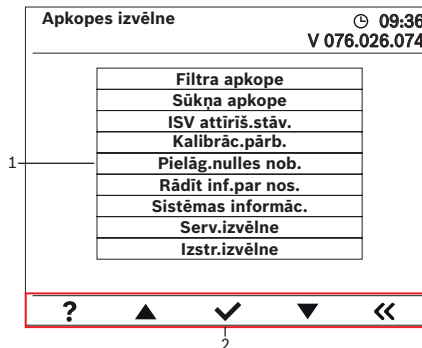 Apkopes izvēlne
09:36
V 076.026.074
Filtra apkope
Sūkņa apkope
ISV attīrīš.stāv.
Kalibrāc.pārb.
1
Pielāg.nulles nob.
Rādīt inf.par nos.
Sistēmas informāc.
Serv.izvēlne
Izstr.izvēlne
?
2